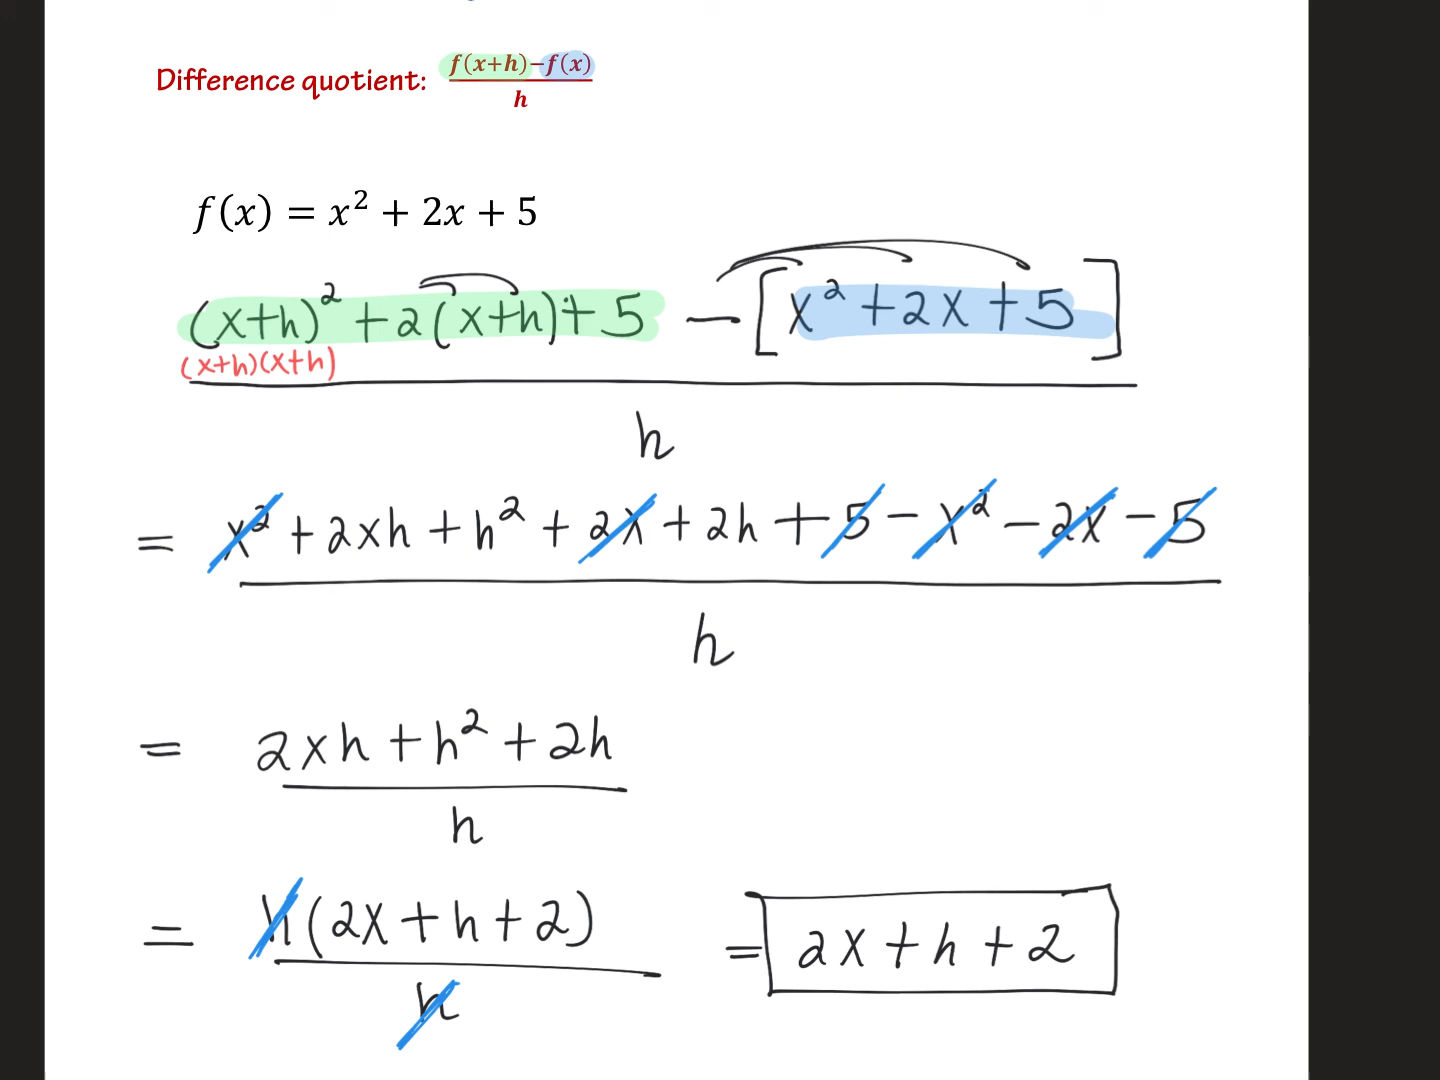 Difference quotient: f(x+h)−f(x)
h
f(x) = x² + 2x + 5
(x+h)² + 2(x+h) + 5 − [x² + 2x + 5]
(x+h)(x+h)
h
= x² + 2xh + h² + 2x + 2h + 5 − x² − 2x − 5
h
= 2xh + h² + 2h
h
= h(2x + h + 2) = 2x + h + 2
h